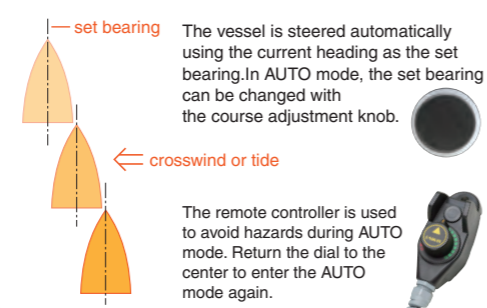 set bearing
The vessel is steered automatically
using the current heading as the set
bearing.In AUTO mode, the set bearing
can be changed with
the course adjustment knob.
crosswind or tide
The remote controller is used
to avoid hazards during AUTO
mode. Return the dial to the
center to enter the AUTO
mode again.